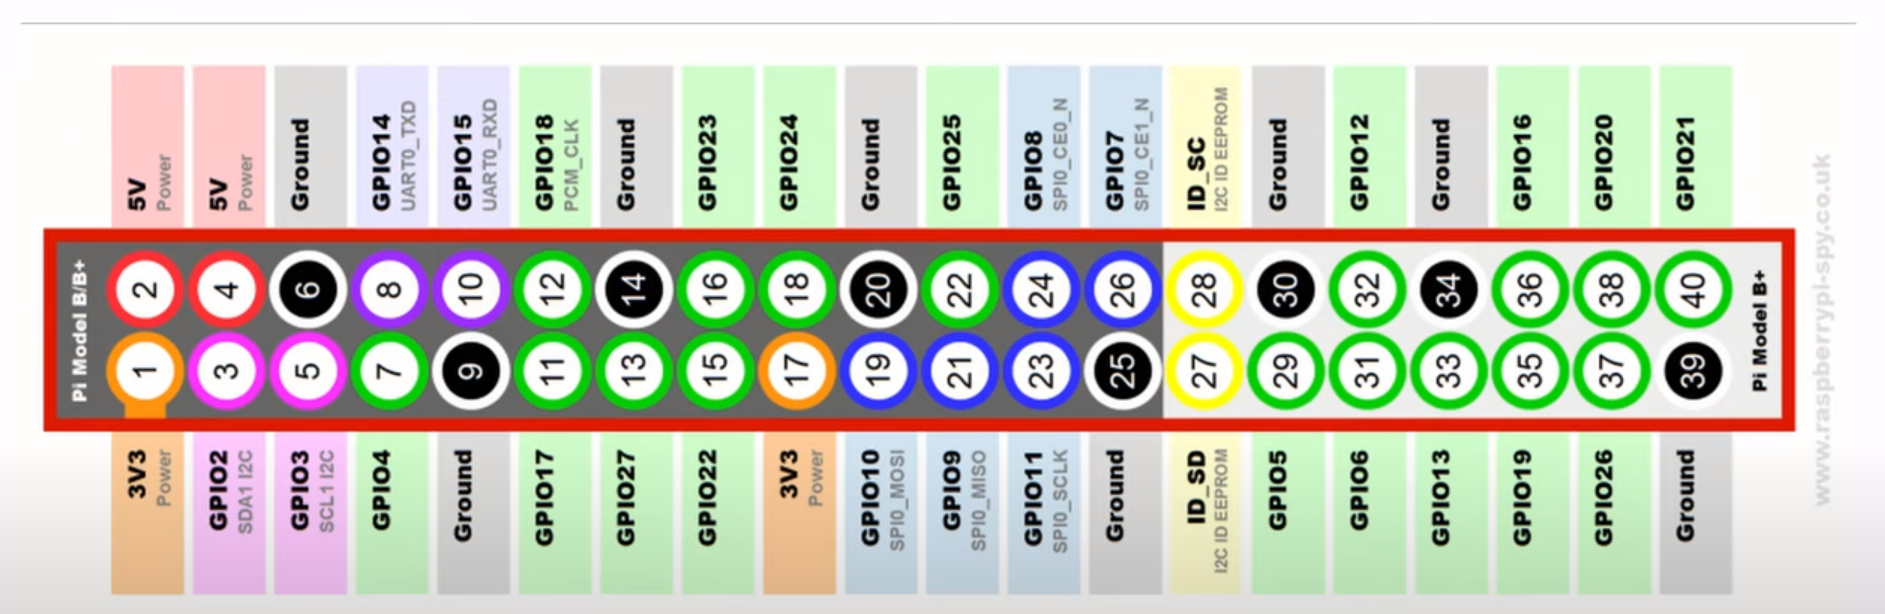 5V
Power
5V
Power
Ground
GPIO14
UART0_TXD
GPIO15
UART0_RXD
GPIO18
PCM_CLK
Ground
GPIO23
GPIO24
Ground
GPIO25
GPIO8
SPI0_CE0_N
GPIO7
SPI0_CE1_N
ID_SC
I2C ID EEPROM
Ground
GPIO12
Ground
GPIO16
GPIO20
GPIO21
Pi Model B/B+
2 4 6 8 10 12 14 16 18 20 22 24 26 28 30 32 34 36 38 40
1 3 5 7 9 11 13 15 17 19 21 23 25 27 29 31 33 35 37 39
Pi Model B+
3V3
Power
GPIO2
SDA1 I2C
GPIO3
SCL1 I2C
GPIO4
Ground
GPIO17
GPIO27
GPIO22
3V3
Power
GPIO10
SPI0_MOSI
GPIO9
SPI0_MISO
GPIO11
SPI0_SCLK
Ground
ID_SD
I2C ID EEPROM
GPIO5
GPIO6
GPIO13
GPIO19
GPIO26
Ground
www.raspberrypi-spy.co.uk